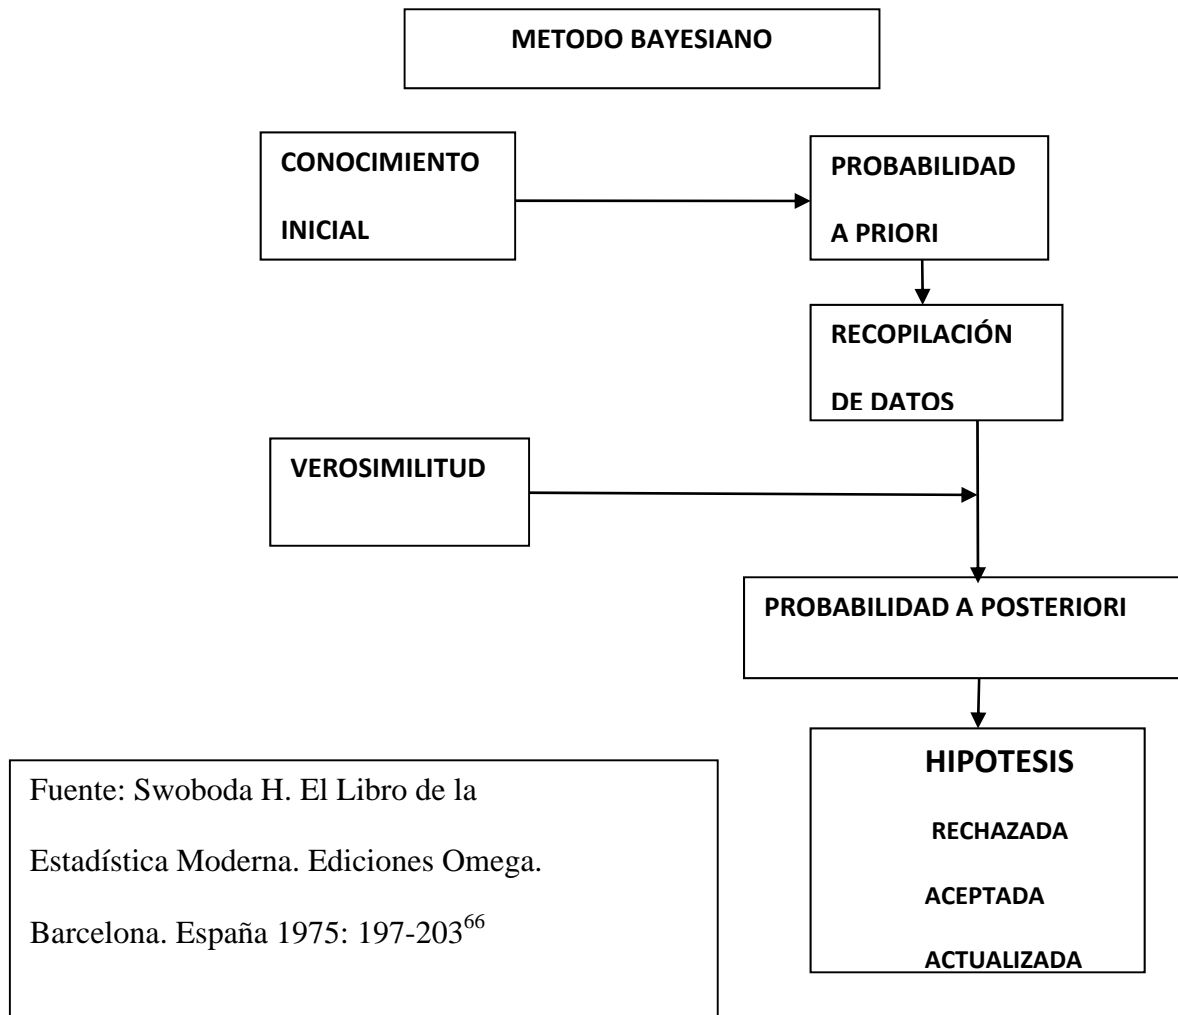 METODO BAYESIANO
CONOCIMIENTO
INICIAL
PROBABILIDAD
A PRIORI
RECOPILACIÓN
DE DATOS
VEROSIMILITUD
PROBABILIDAD A POSTERIORI
HIPOTESIS
RECHAZADA
ACEPTADA
ACTUALIZADA
Fuente: Swoboda H. El Libro de la
Estadística Moderna. Ediciones Omega.
Barcelona. España 1975: 197-203⁶⁶